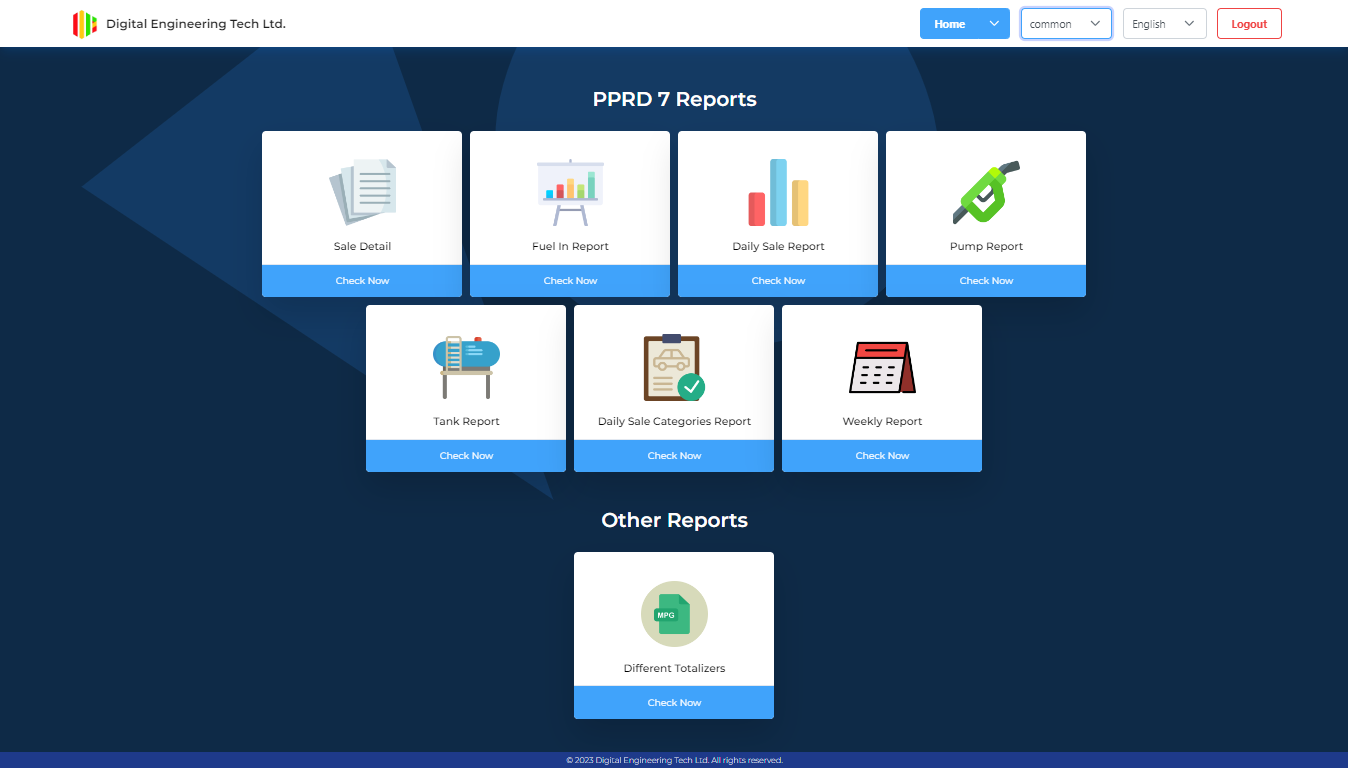 Digital Engineering Tech Ltd.
Home
common
English
Logout
PPRD 7 Reports
Sale Detail
Fuel In Report
Daily Sale Report
Pump Report
Check Now
Check Now
Check Now
Check Now
Tank Report
Daily Sale Categories Report
Weekly Report
Check Now
Check Now
Check Now
Other Reports
MPG
Different Totalizers
Check Now
© 2023 Digital Engineering Tech Ltd. All rights reserved.